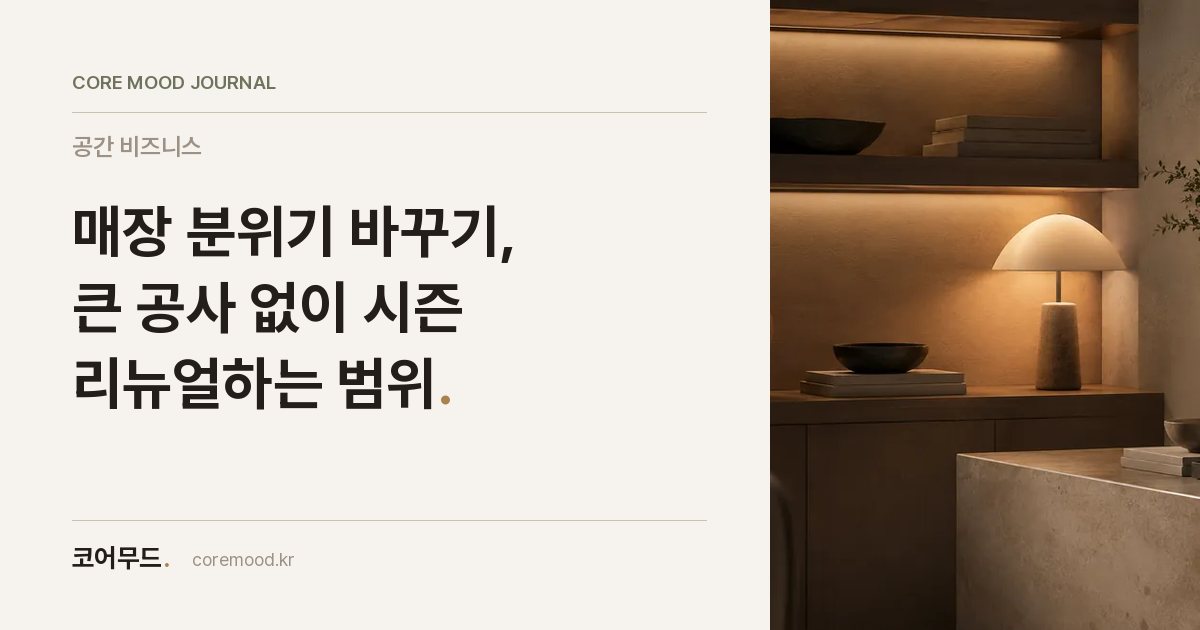 CORE MOOD JOURNAL
공간 비즈니스
매장 분위기 바꾸기,
큰 공사 없이 시즌
리뉴얼하는 범위.
코어무드. coremood.kr